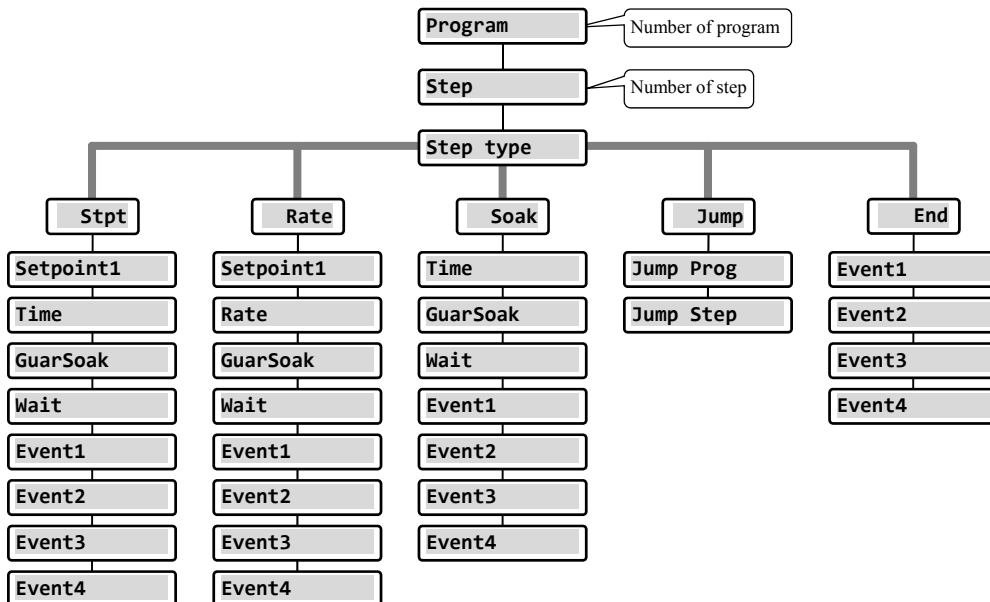 Program
Number of program
Step
Number of step
Step type
Stpt
Rate
Soak
Jump
End
Setpoint1
Setpoint1
Time
Jump Prog
Event1
Time
Rate
GuarSoak
Jump Step
Event2
GuarSoak
GuarSoak
Wait
Event3
Wait
Wait
Event1
Event4
Event1
Event1
Event2
Event2
Event2
Event3
Event3
Event3
Event4
Event4
Event4